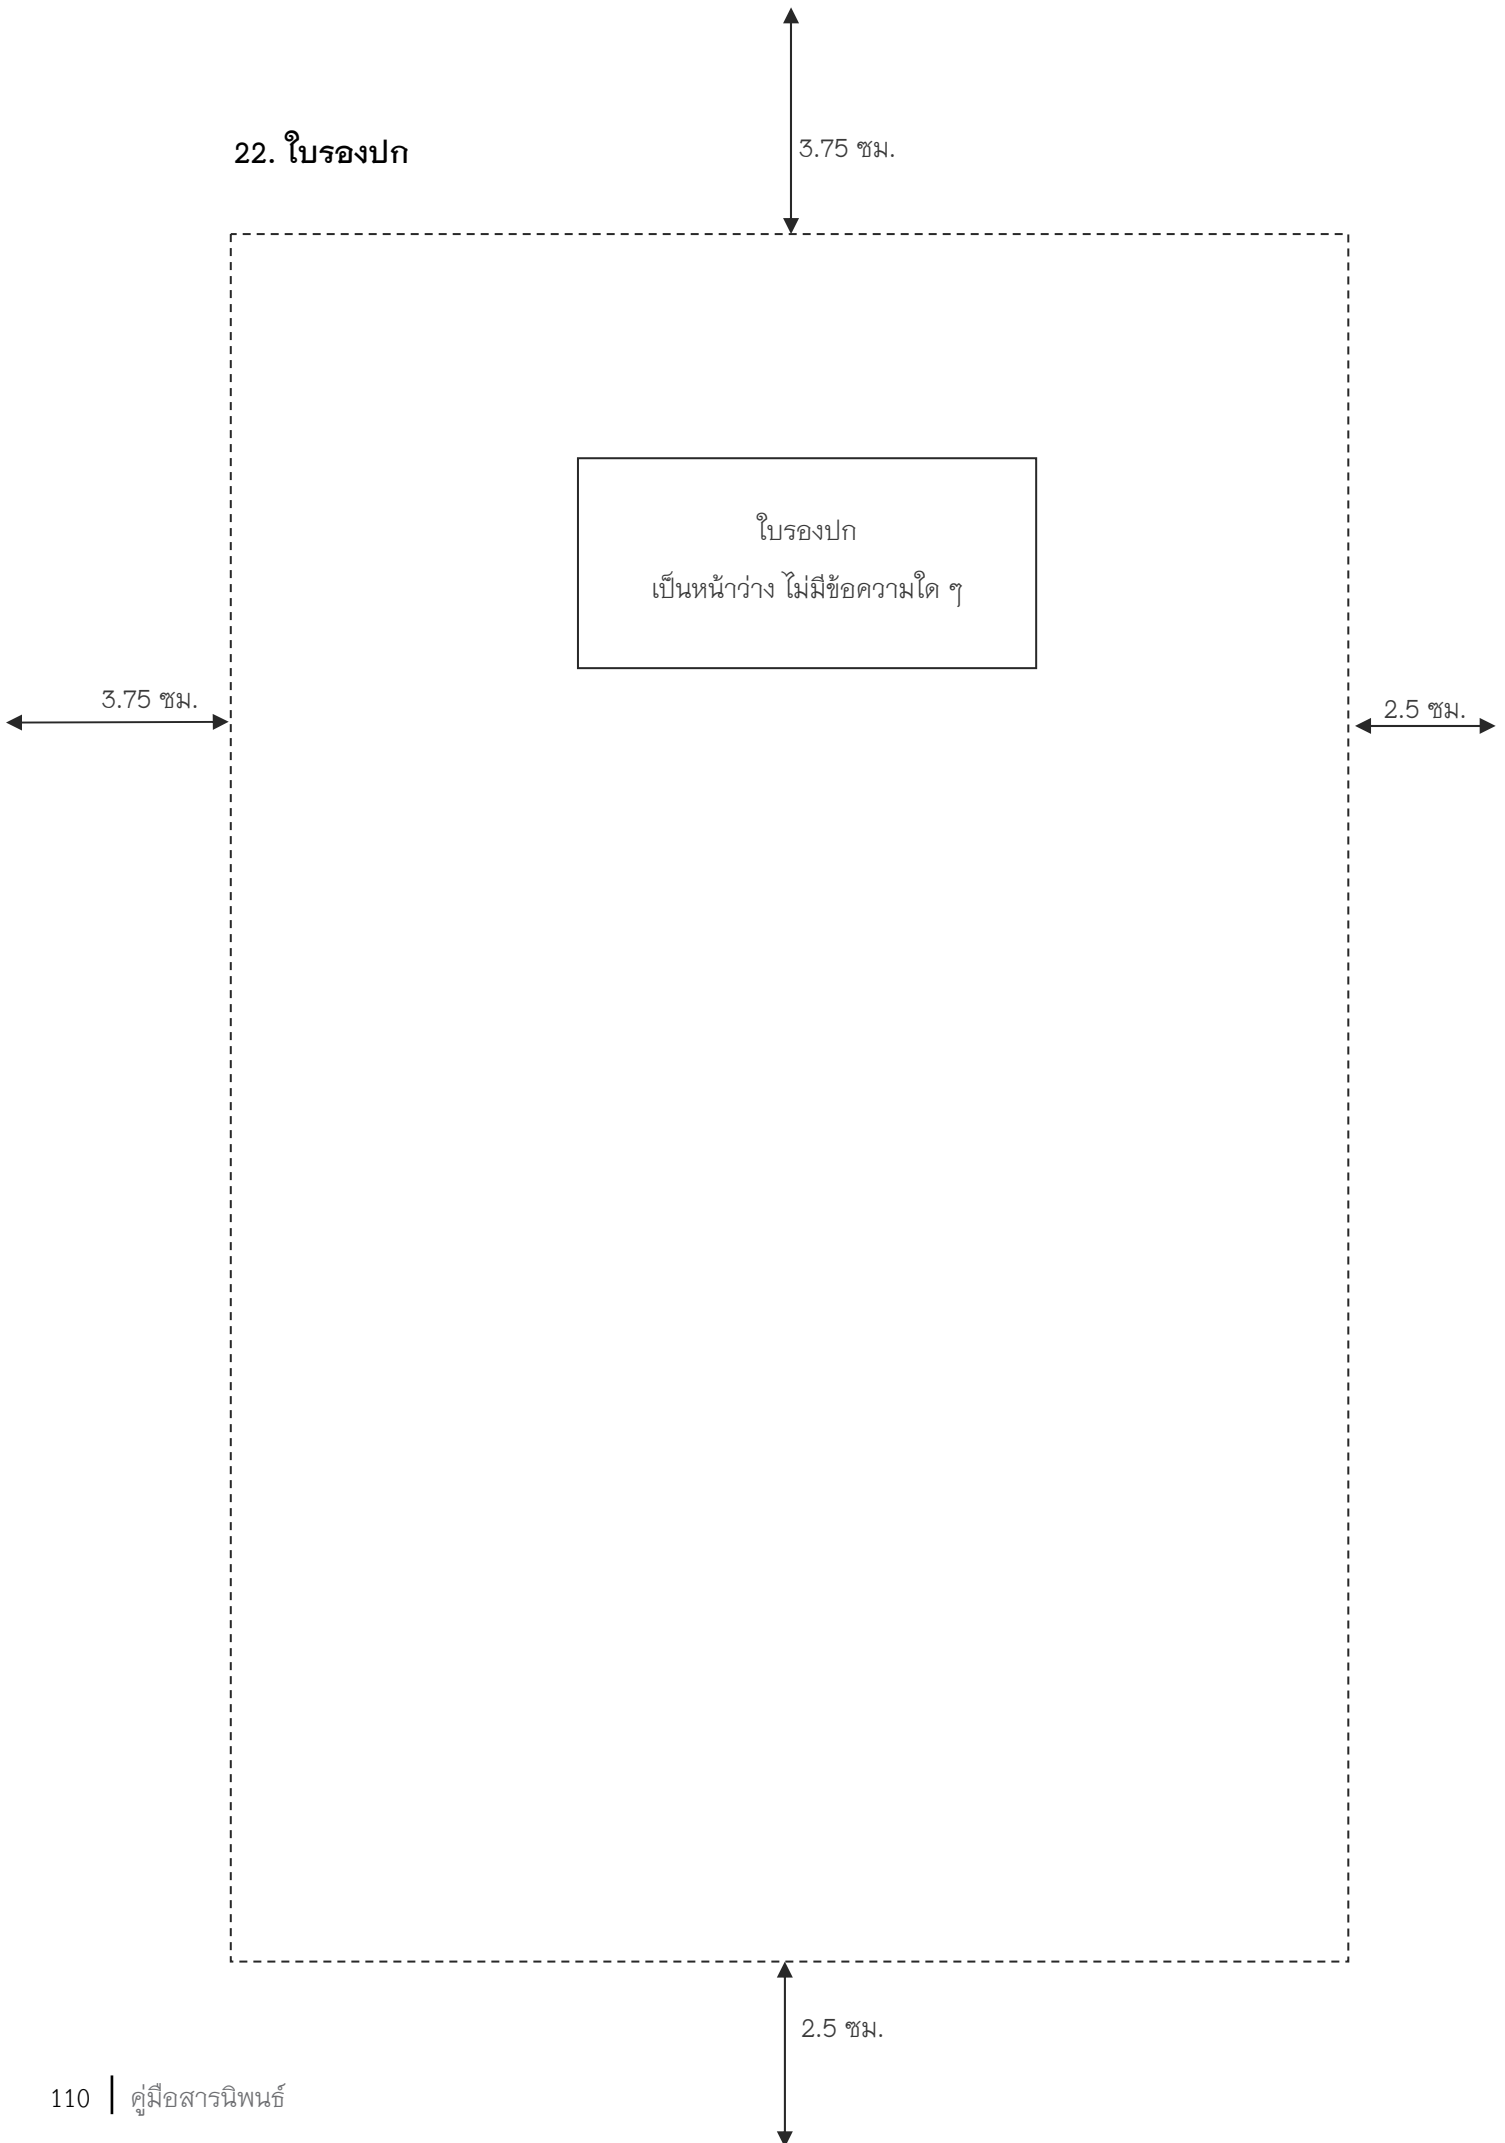 22. ใบรองปก
3.75 ซม.
ใบรองปก
เป็นหน้าว่าง ไม่มีข้อความใด ๆ
3.75 ซม.
2.5 ซม.
2.5 ซม.
110 | คู่มือสารนิพนธ์